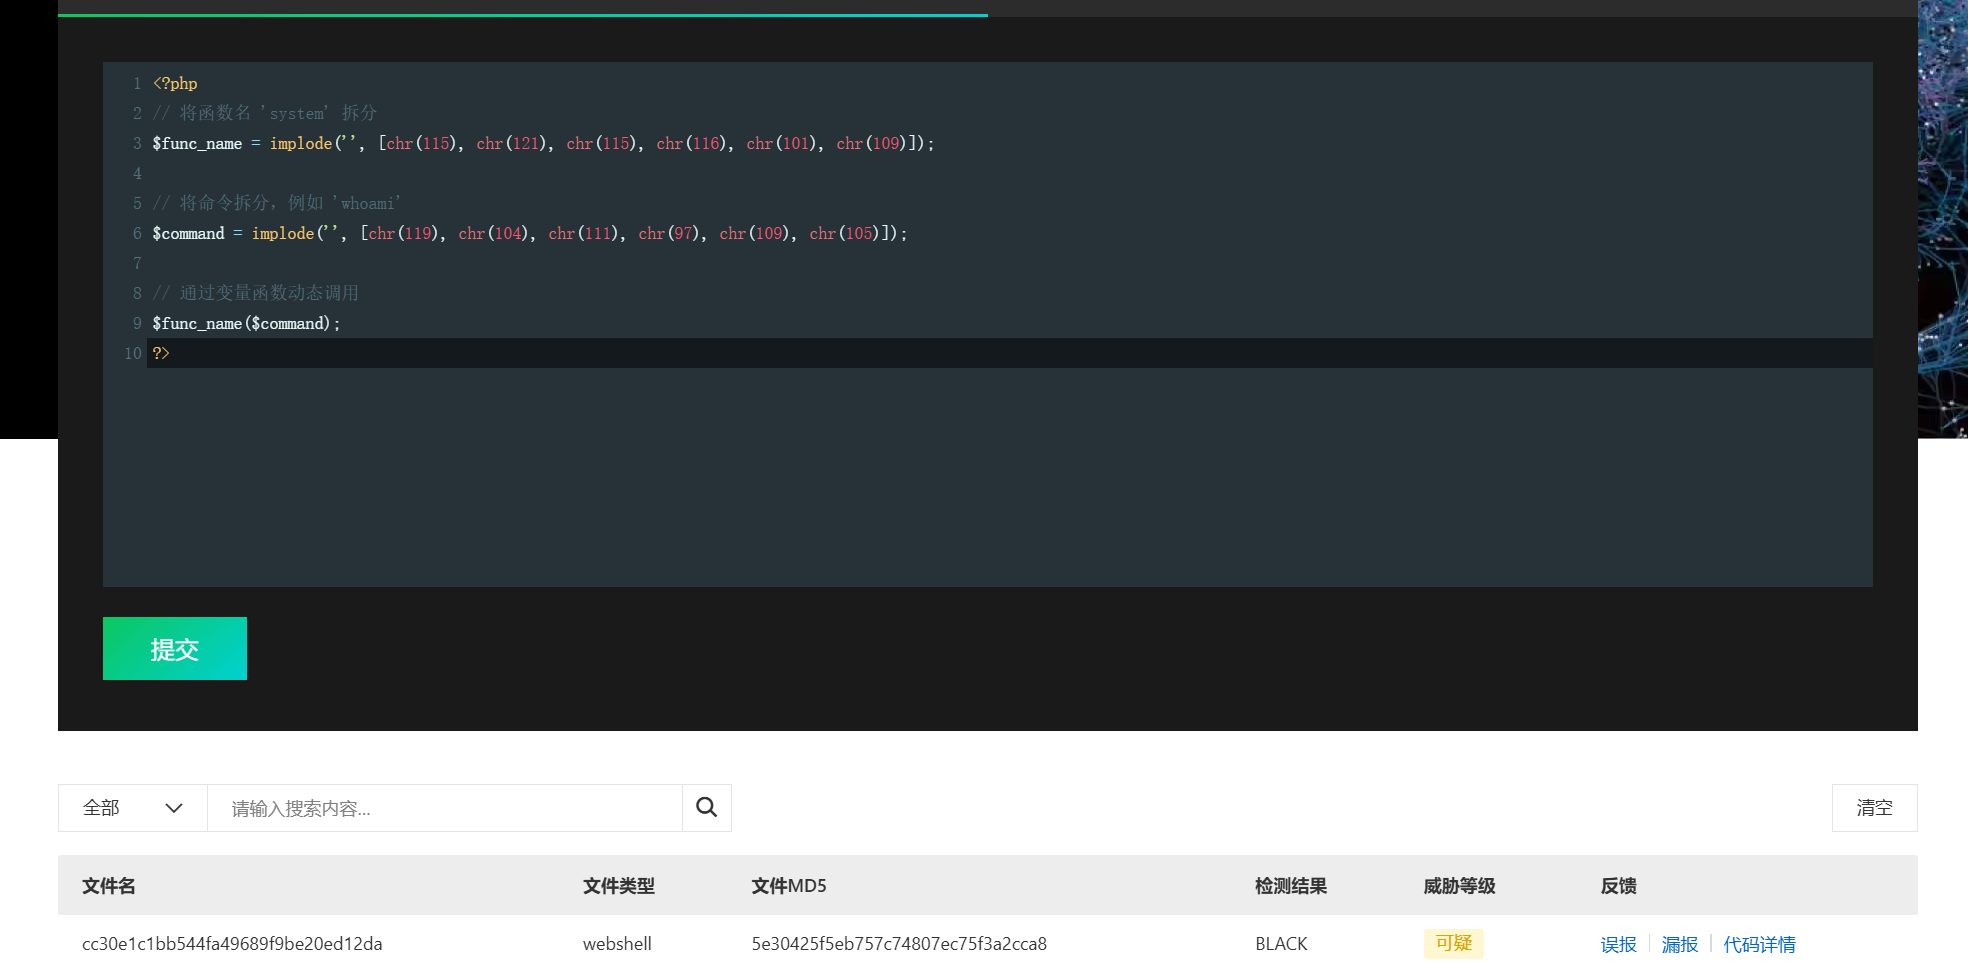 1 <?php
2 // 将函数名 'system' 拆分
3 $func_name = implode('', [chr(115), chr(121), chr(115), chr(116), chr(101), chr(109)]);
4
5 // 将命令拆分，例如 'whoami'
6 $command = implode('', [chr(119), chr(104), chr(111), chr(97), chr(109), chr(105)]);
7
8 // 通过变量函数动态调用
9 $func_name($command);
10 ?>
提交
全部 请输入搜索内容... 清空
文件名 文件类型 文件MD5 检测结果 威胁等级 反馈
cc30e1c1bb544fa49689f9be20ed12da webshell 5e30425f5eb757c74807ec75f3a2cca8 BLACK 可疑 误报 漏报 代码详情